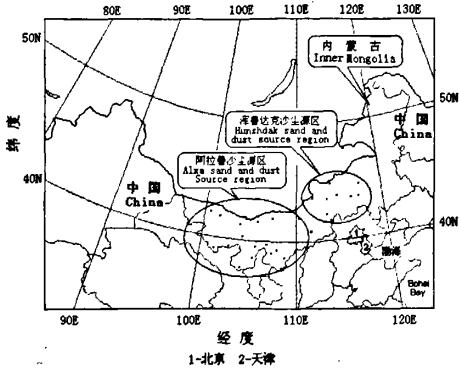 80E 90E 100E 110E 120E 130E
50N
内 蒙 古
Inner Mongolia
50N
中 国
China
浑善达克沙尘源区
Hunshdak sand and
dust source region
阿拉善沙尘源区
Alxa sand and dust
Source region
纬度
40N
中 国
China
40N
1
2
渤海
Bohai
Bay
90E 100E 110E 120E
经 度
1-北京 2-天津